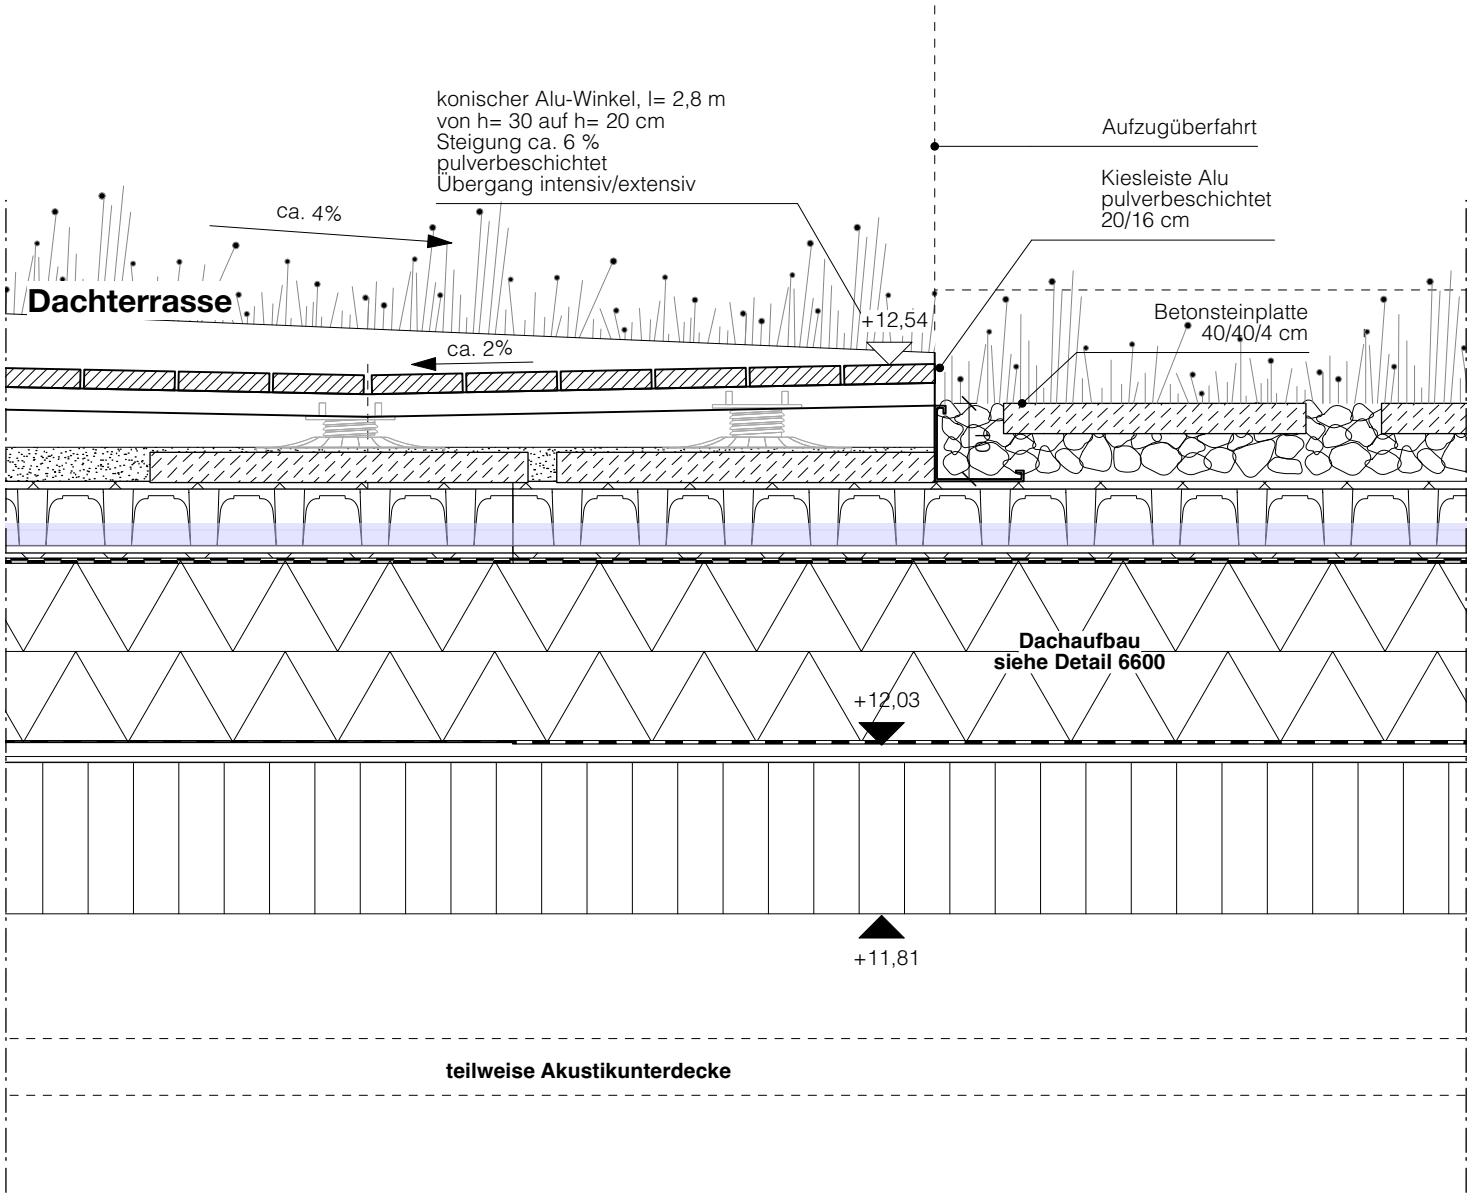 konischer Alu-Winkel, l= 2,8 m
von h= 30 auf h= 20 cm
Steigung ca. 6 %
pulverbeschichtet
Übergang intensiv/extensiv
Aufzugüberfahrt
Kiesleiste Alu
pulverbeschichtet
20/16 cm
ca. 4%
Dachterrasse
+12,54
Betonsteinplatte
40/40/4 cm
ca. 2%
Dachaufbau
siehe Detail 6600
+12,03
+11,81
teilweise Akustikunterdecke